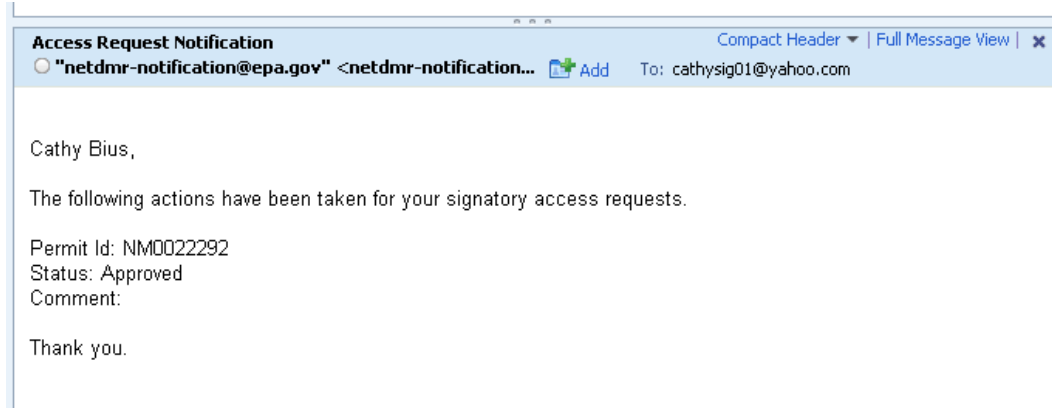 Access Request Notification
Compact Header ▼ | Full Message View |
"netdmr-notification@epa.gov" <netdmr-notification... Add To: cathysig01@yahoo.com
Cathy Bius,
The following actions have been taken for your signatory access requests.
Permit Id: NM0022292
Status: Approved
Comment:
Thank you.